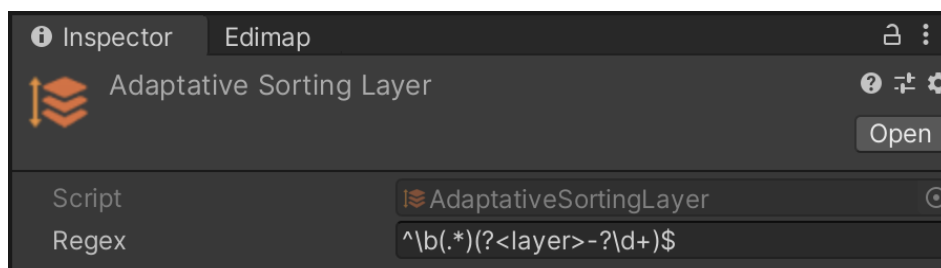 Inspector Edimap
Adaptative Sorting Layer
Open
Script AdaptativeSortingLayer
Regex ^\b(.*)(?<layer>-?\d+)$